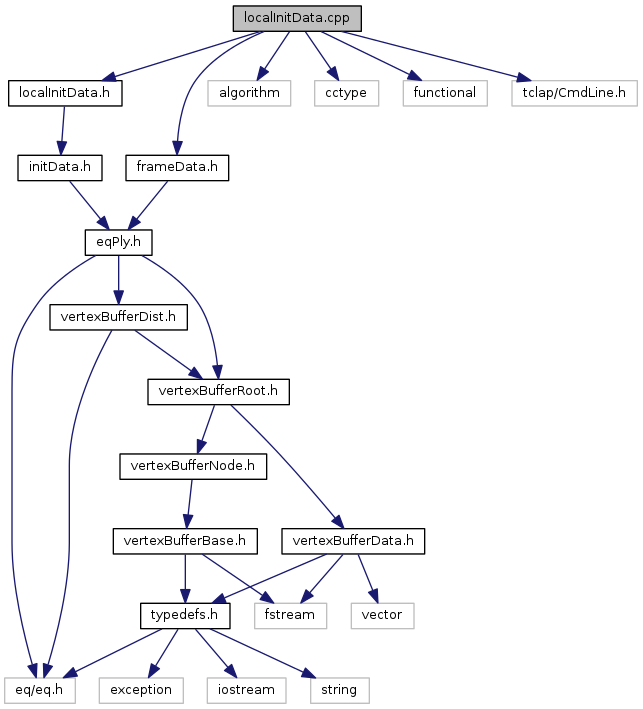 localInitData.cpp
localInitData.h
algorithm
cctype
functional
tclap/CmdLine.h
initData.h
frameData.h
eqPly.h
vertexBufferDist.h
vertexBufferRoot.h
vertexBufferNode.h
vertexBufferBase.h
vertexBufferData.h
typedefs.h
fstream
vector
eq/eq.h
exception
iostream
string